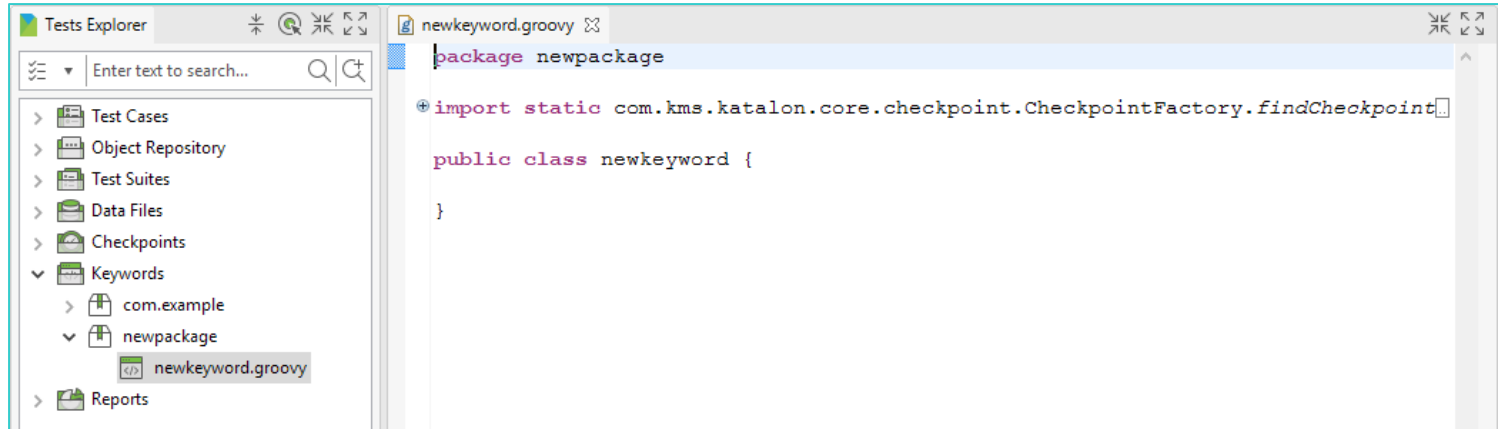 Tests Explorer
Enter text to search...
Test Cases
Object Repository
Test Suites
Data Files
Checkpoints
Keywords
com.example
newpackage
newkeyword.groovy
Reports
newkeyword.groovy
package newpackage
import static com.kms.katalon.core.checkpoint.CheckpointFactory.findCheckpoint..
public class newkeyword {
}